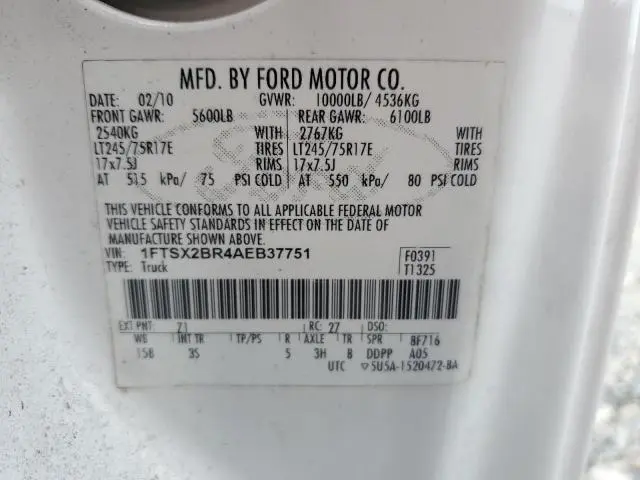 MFD. BY FORD MOTOR CO.
DATE: 02/10 GVWR: 10000LB/ 4536KG
FRONT GAWR: 5600LB REAR GAWR: 6100LB
2540KG WITH 2767KG WITH
LT245/75R17E TIRES LT245/75R17E TIRES
17x7.5J RIMS 17x7.5J RIMS
AT 515 kPa/ 75 PSI COLD AT 550 kPa/ 80 PSI COLD
THIS VEHICLE CONFORMS TO ALL APPLICABLE FEDERAL MOTOR
VEHICLE SAFETY STANDARDS IN EFFECT ON THE DATE OF
MANUFACTURE SHOWN ABOVE.
VIN: 1FTSX2BR4AEB37751 F0391
TYPE: Truck T1325
EXT PNT: Z1 RC: 27 DSO:
WB INT TR TP/PS R AXLE TR SPR 8F716
158 3S 5 3H B DDPP A05
UTC ▽5U5A-1520472-BA